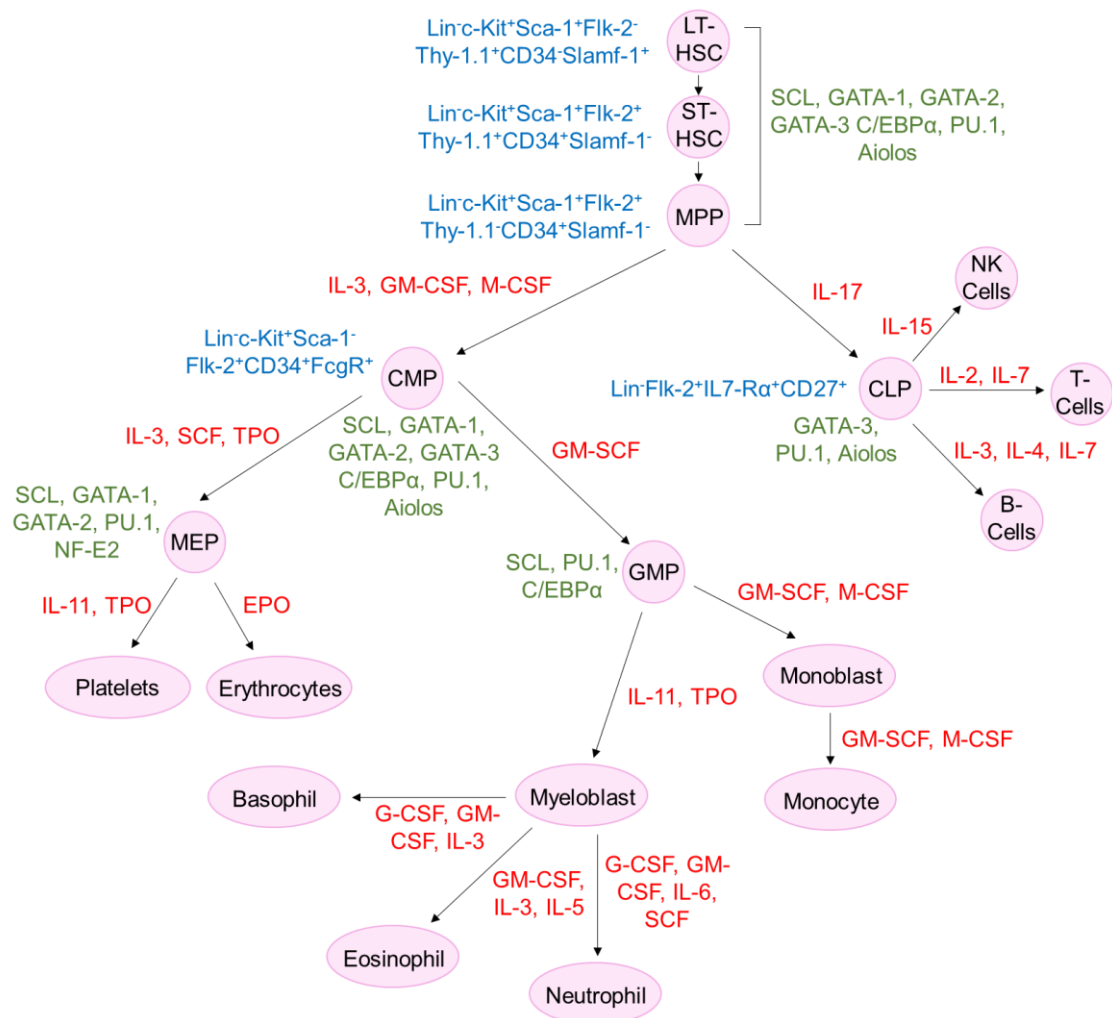 Lin⁻c-Kit⁺Sca-1⁺Flk-2⁻
Thy-1.1⁺CD34⁻Slamf-1⁺
LT-
HSC
Lin⁻c-Kit⁺Sca-1⁺Flk-2⁺
Thy-1.1⁺CD34⁺Slamf-1⁻
ST-
HSC
SCL, GATA-1, GATA-2,
GATA-3 C/EBPα, PU.1,
Aiolos
Lin⁻c-Kit⁺Sca-1⁺Flk-2⁺
Thy-1.1⁻CD34⁺Slamf-1⁻
MPP
IL-3, GM-CSF, M-CSF
IL-17
NK
Cells
IL-15
Lin⁻c-Kit⁺Sca-1⁻
Flk-2⁺CD34⁺FcgR⁺
CMP
Lin⁻Flk-2⁺IL7-Rα⁺CD27⁺
CLP
IL-2, IL-7
T-
Cells
IL-3, SCF, TPO
SCL, GATA-1,
GATA-2, GATA-3
C/EBPα, PU.1,
Aiolos
GM-SCF
GATA-3,
PU.1, Aiolos
IL-3, IL-4, IL-7
B-
Cells
SCL, GATA-1,
GATA-2, PU.1,
NF-E2
MEP
SCL, PU.1,
C/EBPα
GMP
IL-11, TPO
EPO
GM-SCF, M-CSF
Platelets
Erythrocytes
Monoblast
IL-11, TPO
GM-SCF, M-CSF
Basophil
Myeloblast
Monocyte
G-CSF, GM-
CSF, IL-3
GM-CSF,
IL-3, IL-5
G-CSF, GM-
CSF, IL-6,
SCF
Eosinophil
Neutrophil